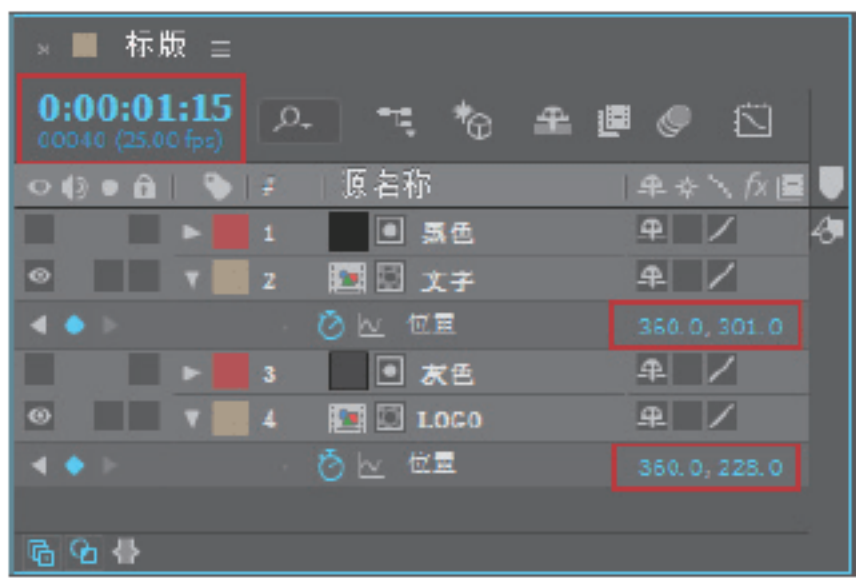 标版
0:00:01:15
00040 (25.00 fps)
# 源名称 fx
1 黑色
2 文字
位置 360.0, 301.0
3 灰色
4 LOGO
位置 360.0, 228.0